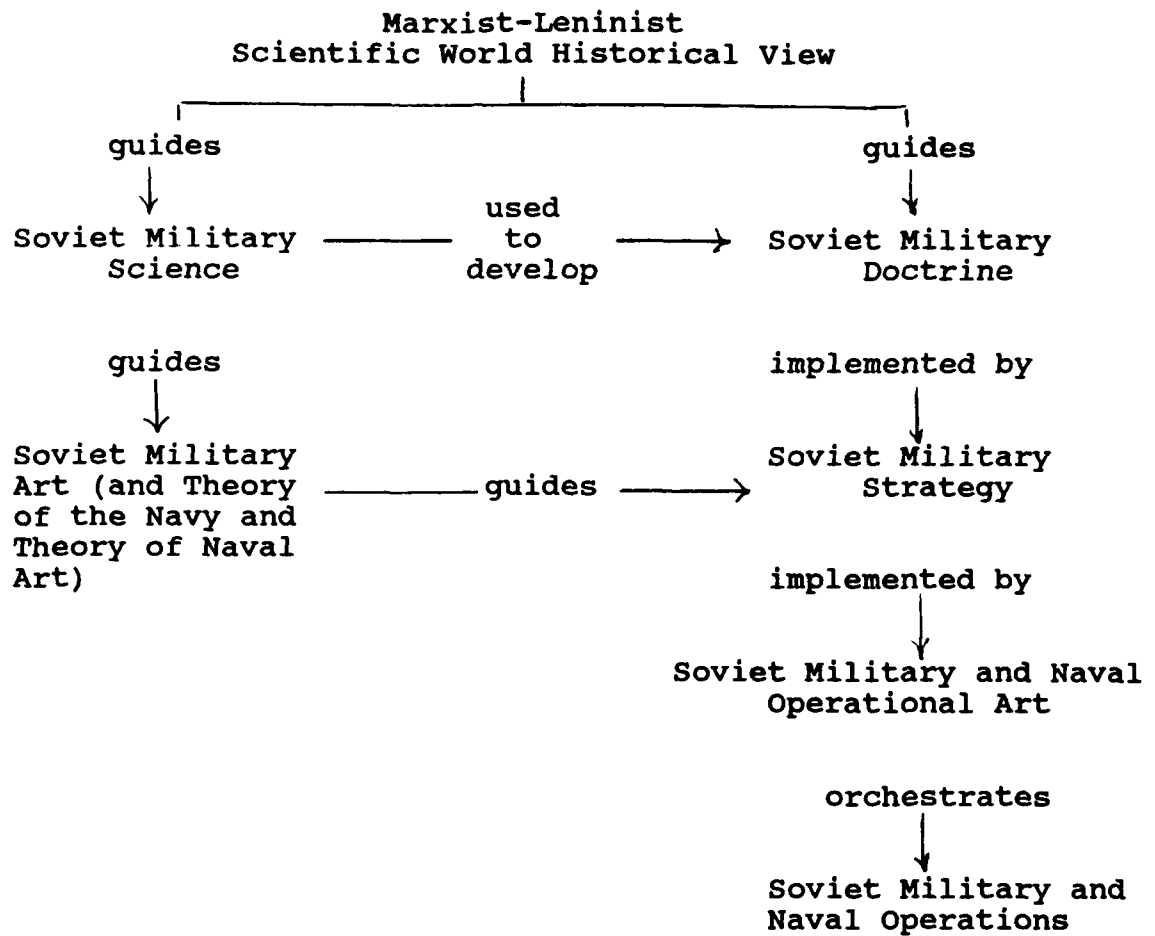 Marxist-Leninist
Scientific World Historical View
guides
guides
Soviet Military
Science
used
to
develop
Soviet Military
Doctrine
guides
implemented by
Soviet Military
Art (and Theory
of the Navy and
Theory of Naval
Art)
guides
Soviet Military
Strategy
implemented by
Soviet Military and Naval
Operational Art
orchestrates
Soviet Military and
Naval Operations